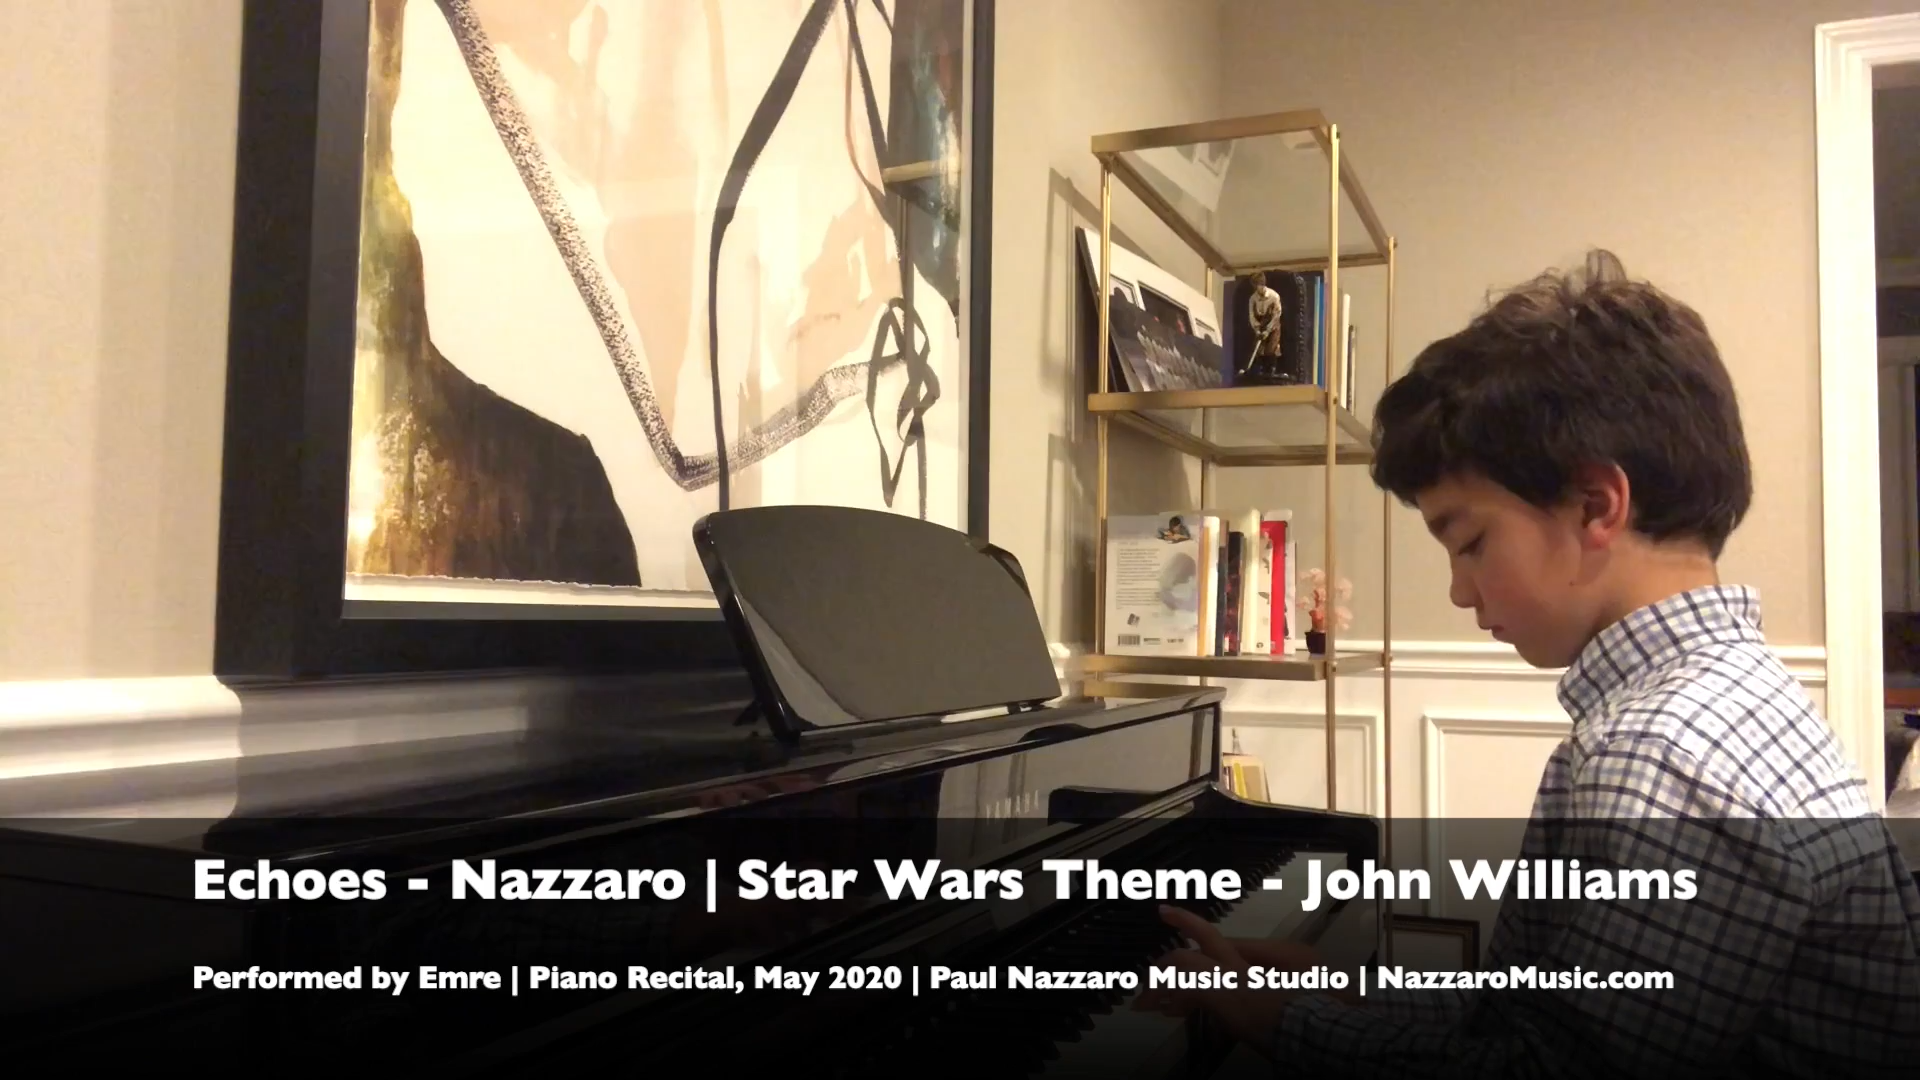 YAMAHA
Echoes - Nazzaro | Star Wars Theme - John Williams
Performed by Emre | Piano Recital, May 2020 | Paul Nazzaro Music Studio | NazzaroMusic.com